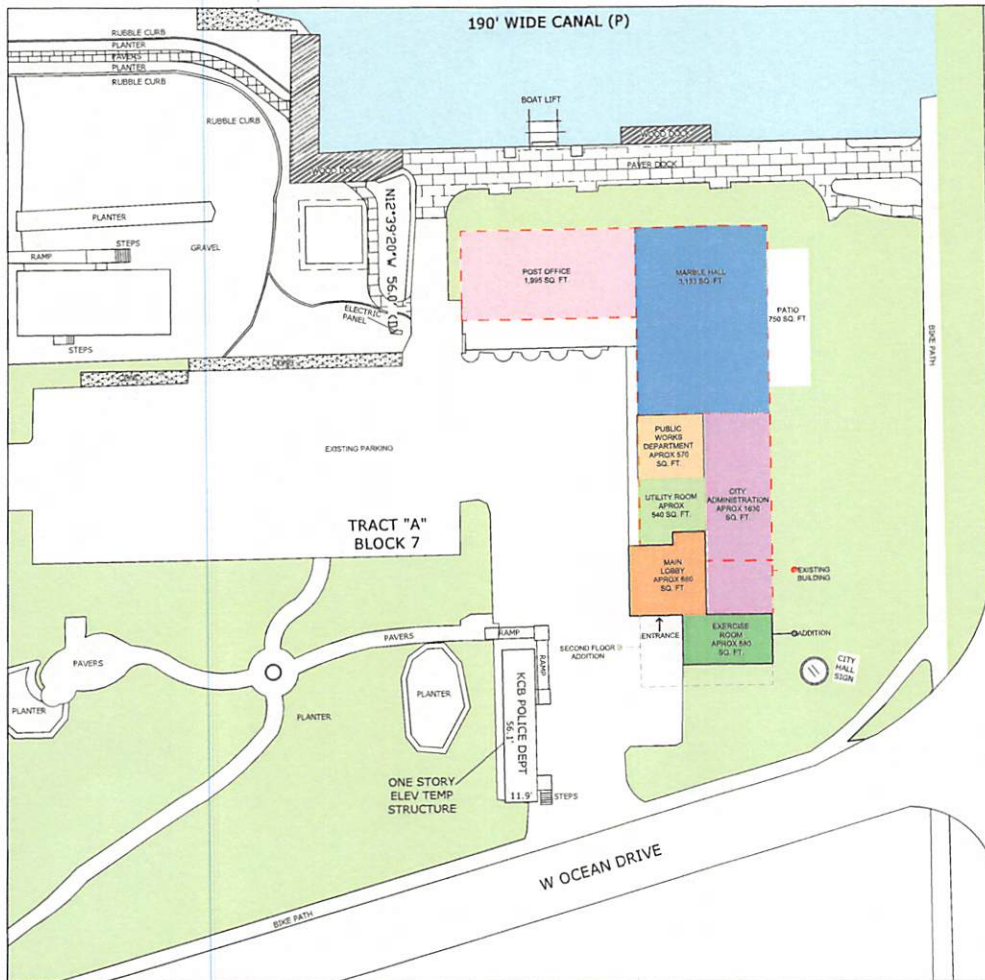 190' WIDE CANAL (P)
RUBBLE CURB
PLANTER
PAVERS
PLANTER
RUBBLE CURB
RUBBLE CURB
BOAT LIFT
WOOD DOCK
PAVER DOCK
WOOD DOCK
PLANTER
STEPS
RAMP
GRAVEL
N12°39'20"W 56.0' (D)
ELECTRIC
PANEL
STEPS
POST OFFICE
1,995 SQ. FT.
MARBLE HALL
SQ. FT.
PATIO
750 SQ. FT.
BIKE PATH
EXISTING PARKING
PUBLIC
WORKS
DEPARTMENT
APROX 570
SQ. FT.
UTILITY ROOM
APROX
540 SQ. FT.
CITY
ADMINISTRATION
APROX 1630
SQ. FT.
TRACT "A"
BLOCK 7
MAIN
LOBBY
APROX 680
SQ. FT.
EXISTING
BUILDING
EXERCISE
ROOM
APROX 580
SQ. FT.
ADDITION
ENTRANCE
SECOND FLOOR
ADDITION
CITY
HALL
SIGN
PAVERS
RAMP
RAMP
PAVERS
PLANTER
PLANTER
PLANTER
KCB POLICE DEPT
56.1'
11.9'
STEPS
ONE STORY
ELEV TEMP
STRUCTURE
W OCEAN DRIVE
BIKE PATH